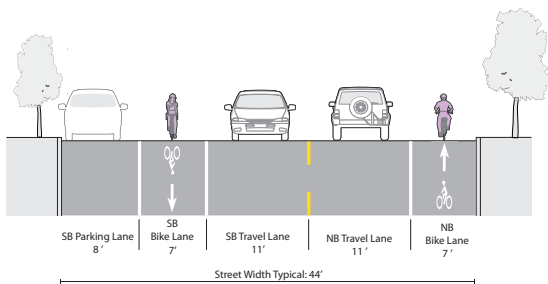 SB Parking Lane
8 ′
SB
Bike Lane
7′
SB Travel Lane
11′
NB Travel Lane
11 ′
NB
Bike Lane
7 ′
Street Width Typical: 44′